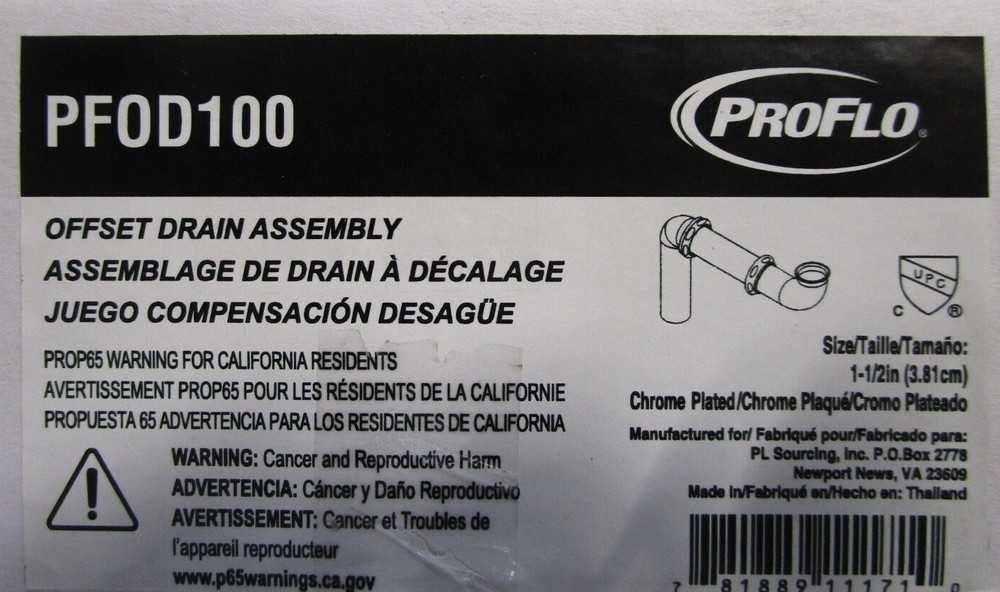 PFOD100
PROFLO®
OFFSET DRAIN ASSEMBLY
ASSEMBLAGE DE DRAIN À DÉCALAGE
JUEGO COMPENSACIÓN DESAGÜE
PROP65 WARNING FOR CALIFORNIA RESIDENTS
AVERTISSEMENT PROP65 POUR LES RÉSIDENTS DE LA CALIFORNIE
PROPUESTA 65 ADVERTENCIA PARA LOS RESIDENTES DE CALIFORNIA
!
WARNING: Cancer and Reproductive Harm
ADVERTENCIA: Cáncer y Daño Reproductivo
AVERTISSEMENT: Cancer et Troubles de
l'appareil reproducteur
www.p65warnings.ca.gov
UPC
C ®
Size/Taille/Tamaño:
1-1/2in (3.81cm)
Chrome Plated/Chrome Plaqué/Cromo Plateado
Manufactured for/ Fabriqué pour/Fabricado para:
PL Sourcing, Inc. P.O.Box 2778
Newport News, VA 23609
Made in/Fabriqué en/Hecho en: Thailand
7 81889 11171 0